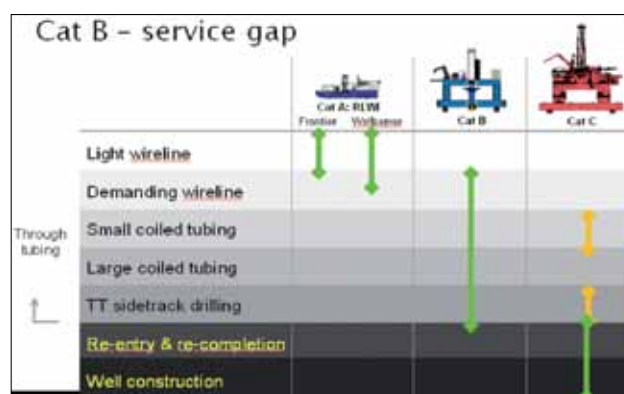 Cat B – service gap
Cat A: RLWI
Frontier
Cat B
Cat C
Light wireline
Demanding wireline
Through tubing
Small coiled tubing
Large coiled tubing
TT sidetrack drilling
Re-entry & re-completion
Well construction